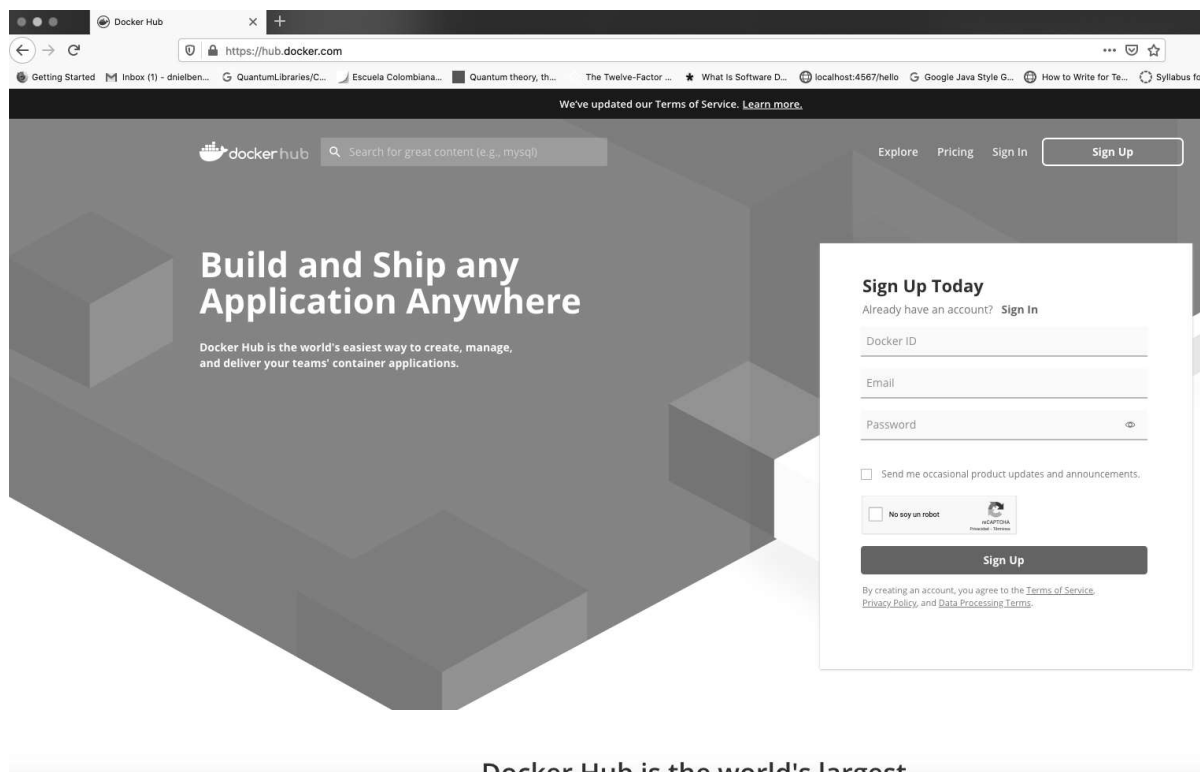 Docker Hub
https://hub.docker.com
Getting Started Inbox (1) - dnielben... QuantumLibraries/C... Escuela Colombiana... Quantum theory, th... The Twelve-Factor ... What Is Software D... localhost:4567/hello Google Java Style G... How to Write for Te... Syllabus fo
We've updated our Terms of Service. Learn more.
dockerhub Search for great content (e.g., mysql) Explore Pricing Sign In Sign Up
Build and Ship any
Application Anywhere
Docker Hub is the world's easiest way to create, manage,
and deliver your teams' container applications.
Sign Up Today
Already have an account? Sign In
Docker ID
Email
Password
Send me occasional product updates and announcements.
No soy un robot
reCAPTCHA
Privacidad - Términos
Sign Up
By creating an account, you agree to the Terms of Service,
Privacy Policy, and Data Processing Terms.
Docker Hub is the world's largest